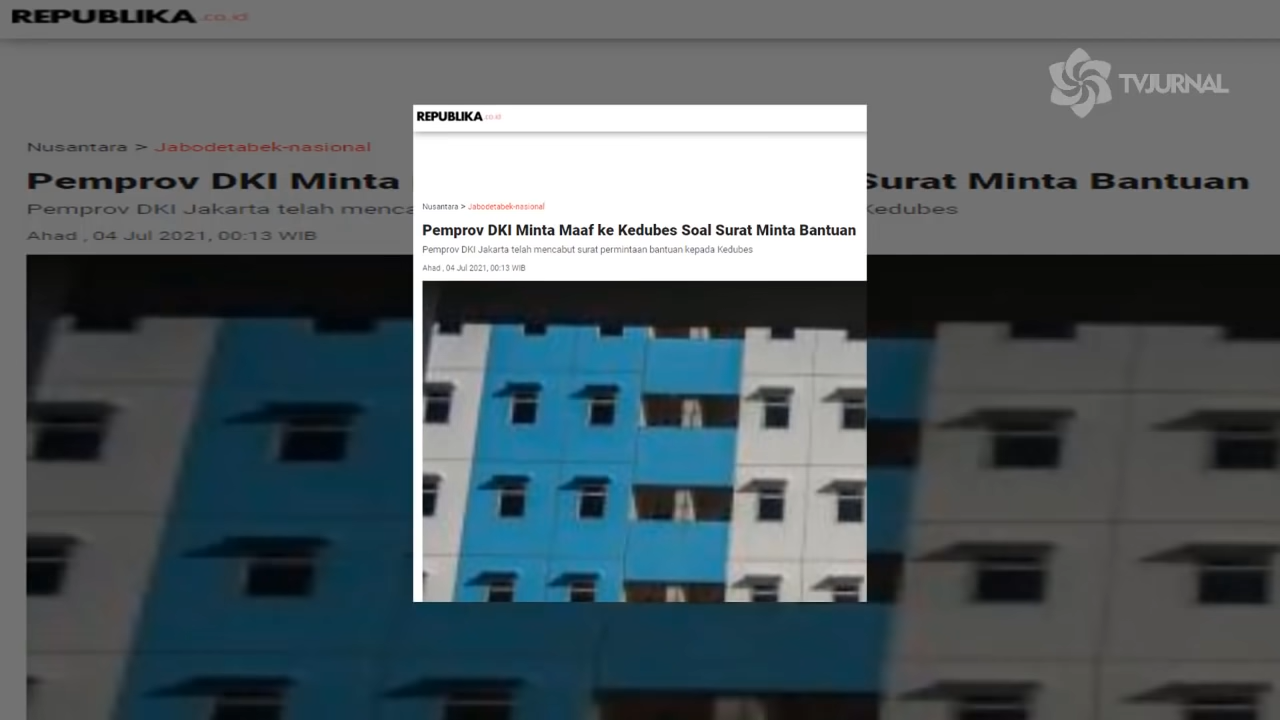 REPUBLIKA.co.id
TVJURNAL
Nusantara > Jabodetabek-nasional
Pemprov DKI Minta
Surat Minta Bantuan
Pemprov DKI Jakarta telah menca
Kedubes
Ahad , 04 Jul 2021, 00:13 WIB
REPUBLIKA.co.id
Nusantara > Jabodetabek-nasional
Pemprov DKI Minta Maaf ke Kedubes Soal Surat Minta Bantuan
Pemprov DKI Jakarta telah mencabut surat permintaan bantuan kepada Kedubes
Ahad , 04 Jul 2021, 00:13 WIB